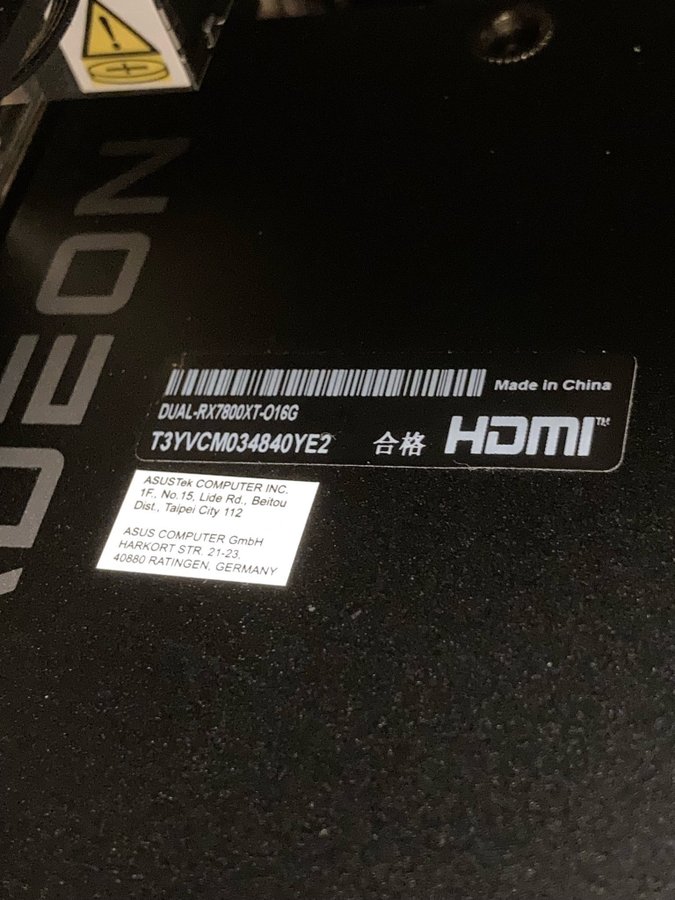 RADEON
Made in China
DUAL-RX7800XT-O16G
T3YVCM034840YE2 合格 HDMI™
ASUSTek COMPUTER INC.
1F., No.15, Lide Rd., Beitou
Dist., Taipei City 112
ASUS COMPUTER GmbH
HARKORT STR. 21-23,
40880 RATINGEN, GERMANY